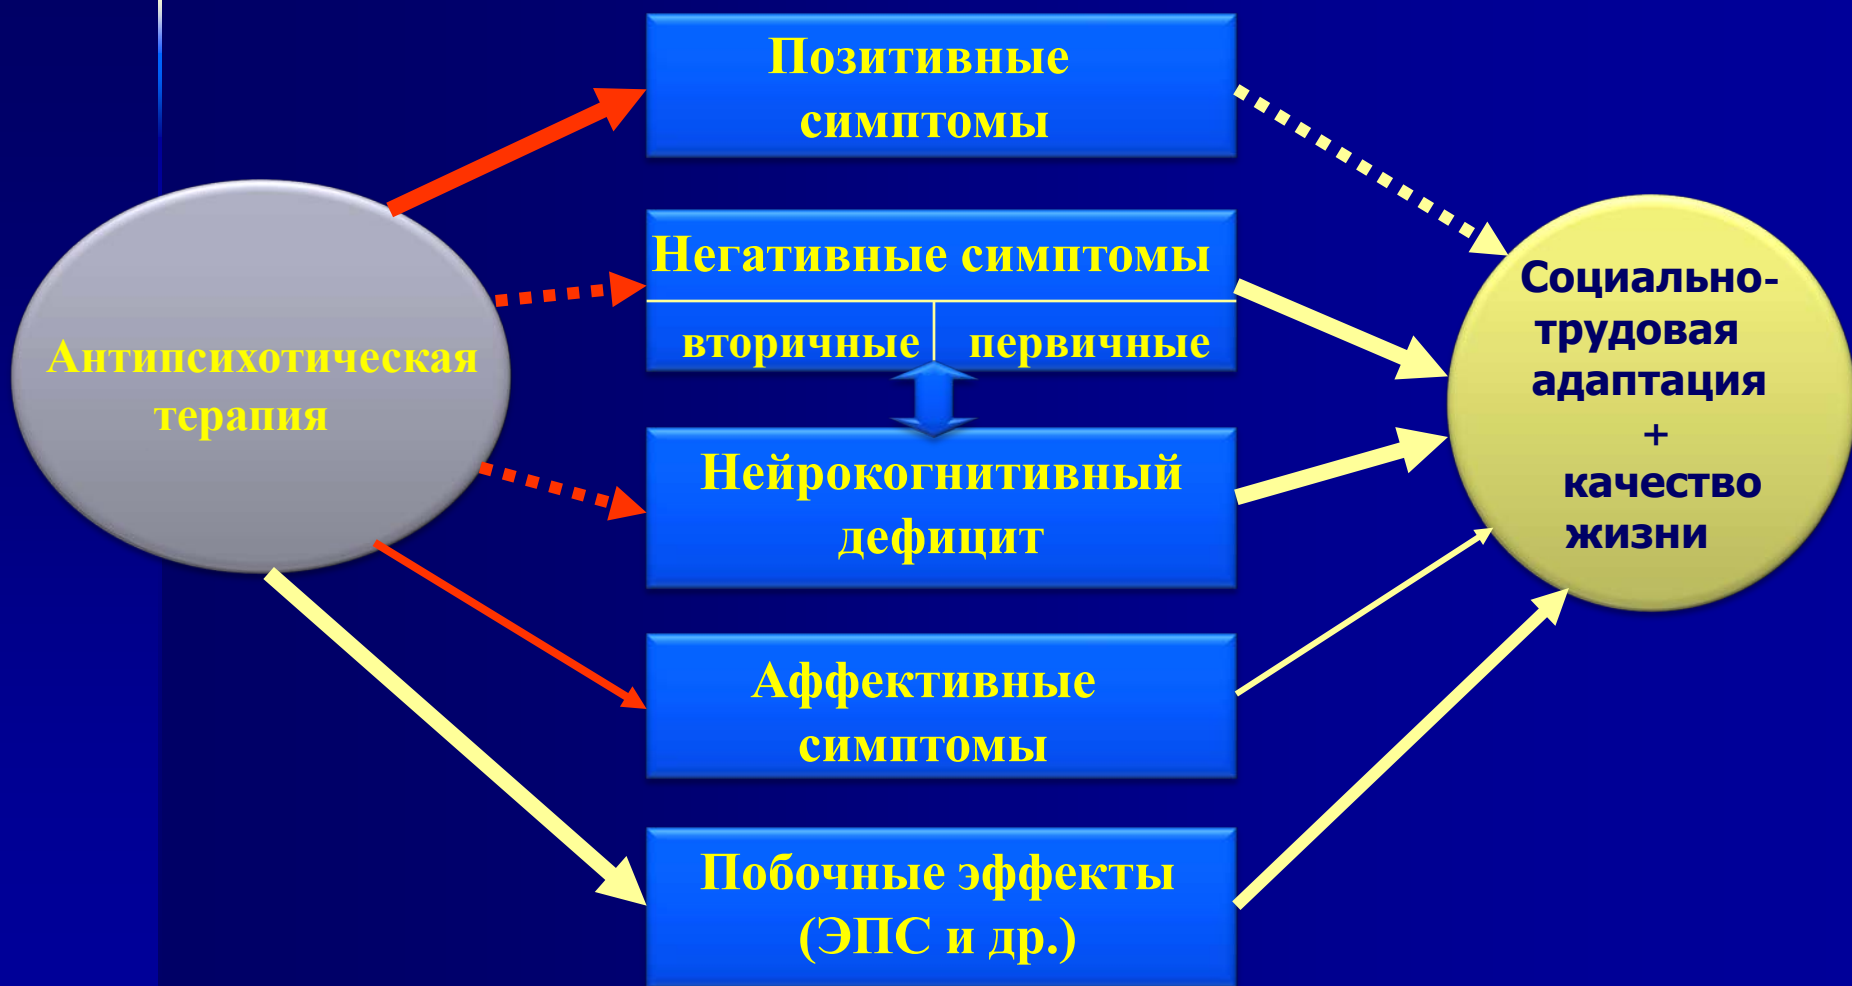 Позитивные
симптомы
Негативные симптомы
вторичные первичные
Антипсихотическая
терапия
Нейрокогнитивный
дефицит
Аффективные
симптомы
Побочные эффекты
(ЭПС и др.)
Социально-
трудовая
адаптация
+
качество
жизни